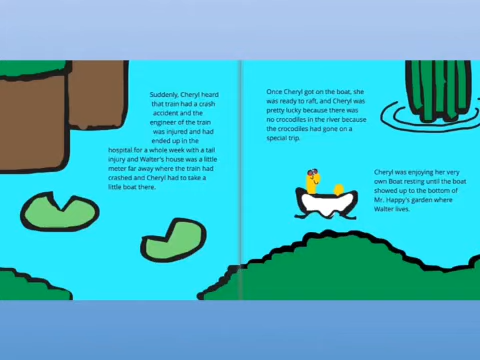 Suddenly, Cheryl heard
that train had a crash
accident and the
engineer of the train
was injured and had
ended up in the
hospital for a whole week with a tail
injury and Walter's house was a little
meter far away where the train had
crashed and Cheryl had to take a
little boat there.
Once Cheryl got on the boat, she
was ready to raft, and Cheryl was
pretty lucky because there was
no crocodiles in the river because
the crocodiles had gone on a
special trip.
Cheryl was enjoying her very
own Boat resting until the boat
showed up to the bottom of
Mr. Happy's garden where
Walter lives.